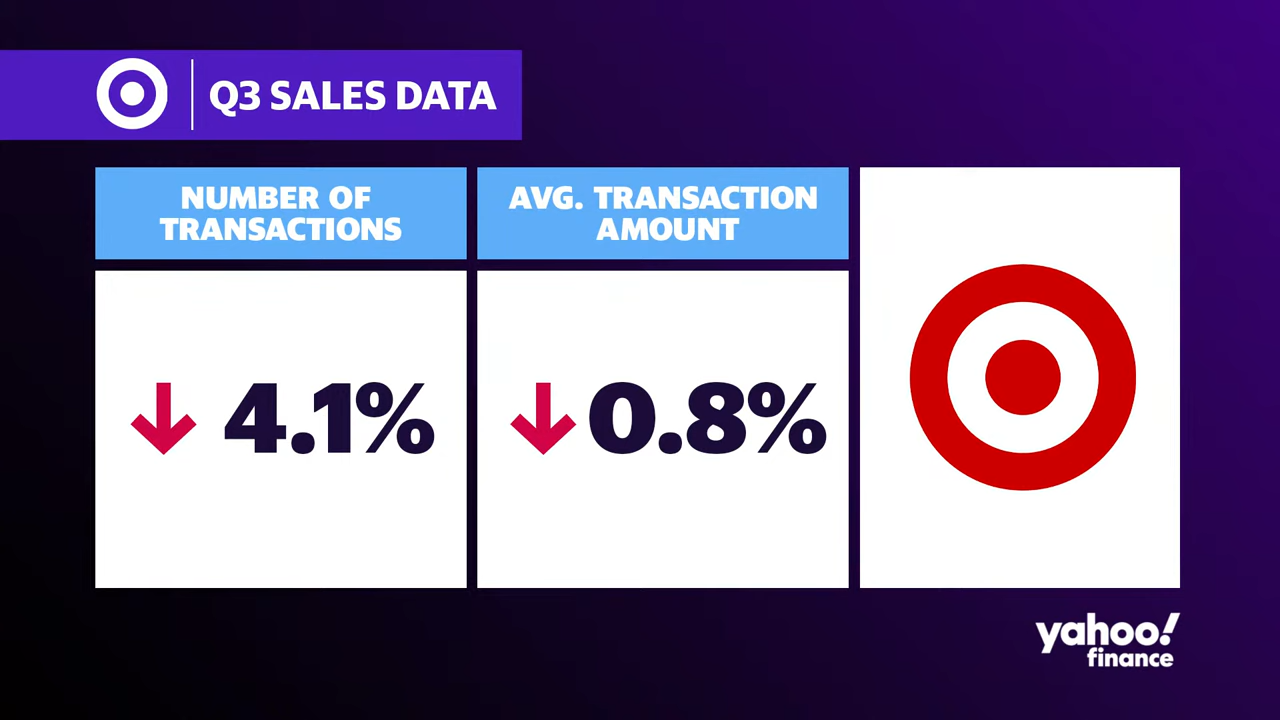 Q3 SALES DATA
NUMBER OF
TRANSACTIONS
AVG. TRANSACTION
AMOUNT
↓ 4.1%
↓ 0.8%
yahoo!
finance